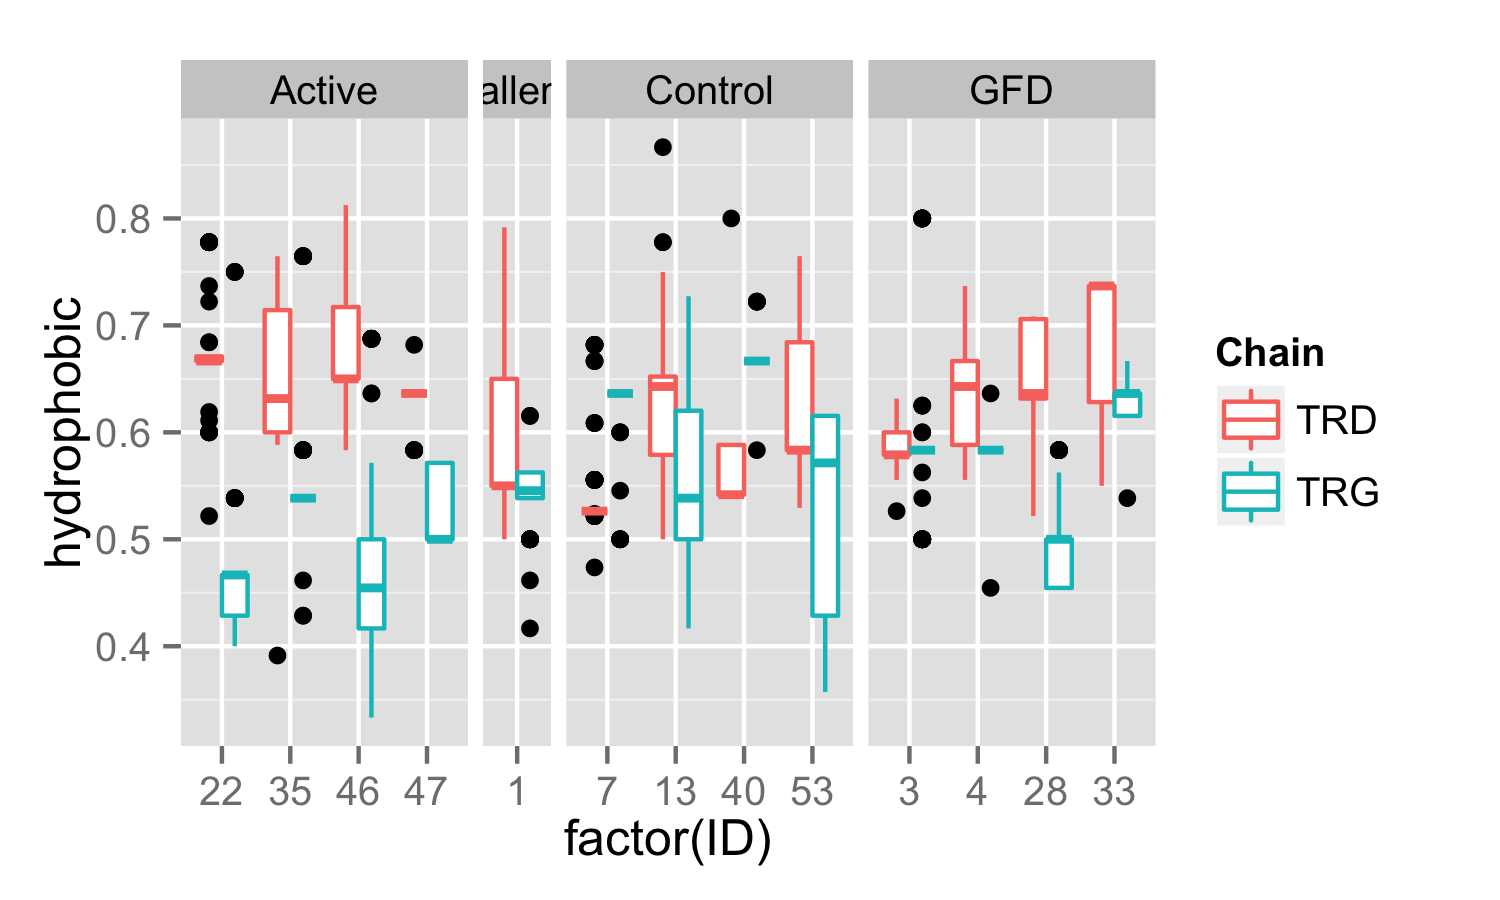 Active aller Control GFD
hydrophobic
0.8
0.7
0.6
0.5
0.4
22 35 46 47 1 7 13 40 53 3 4 28 33
factor(ID)
Chain
TRD
TRG